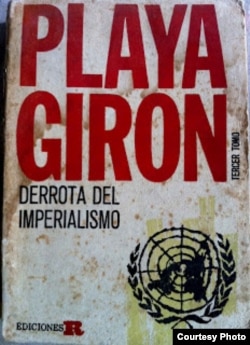 PLAYA
GIRON
TERCER TOMO
DERROTA DEL
IMPERIALISMO
EDICIONES R
Courtesy Photo